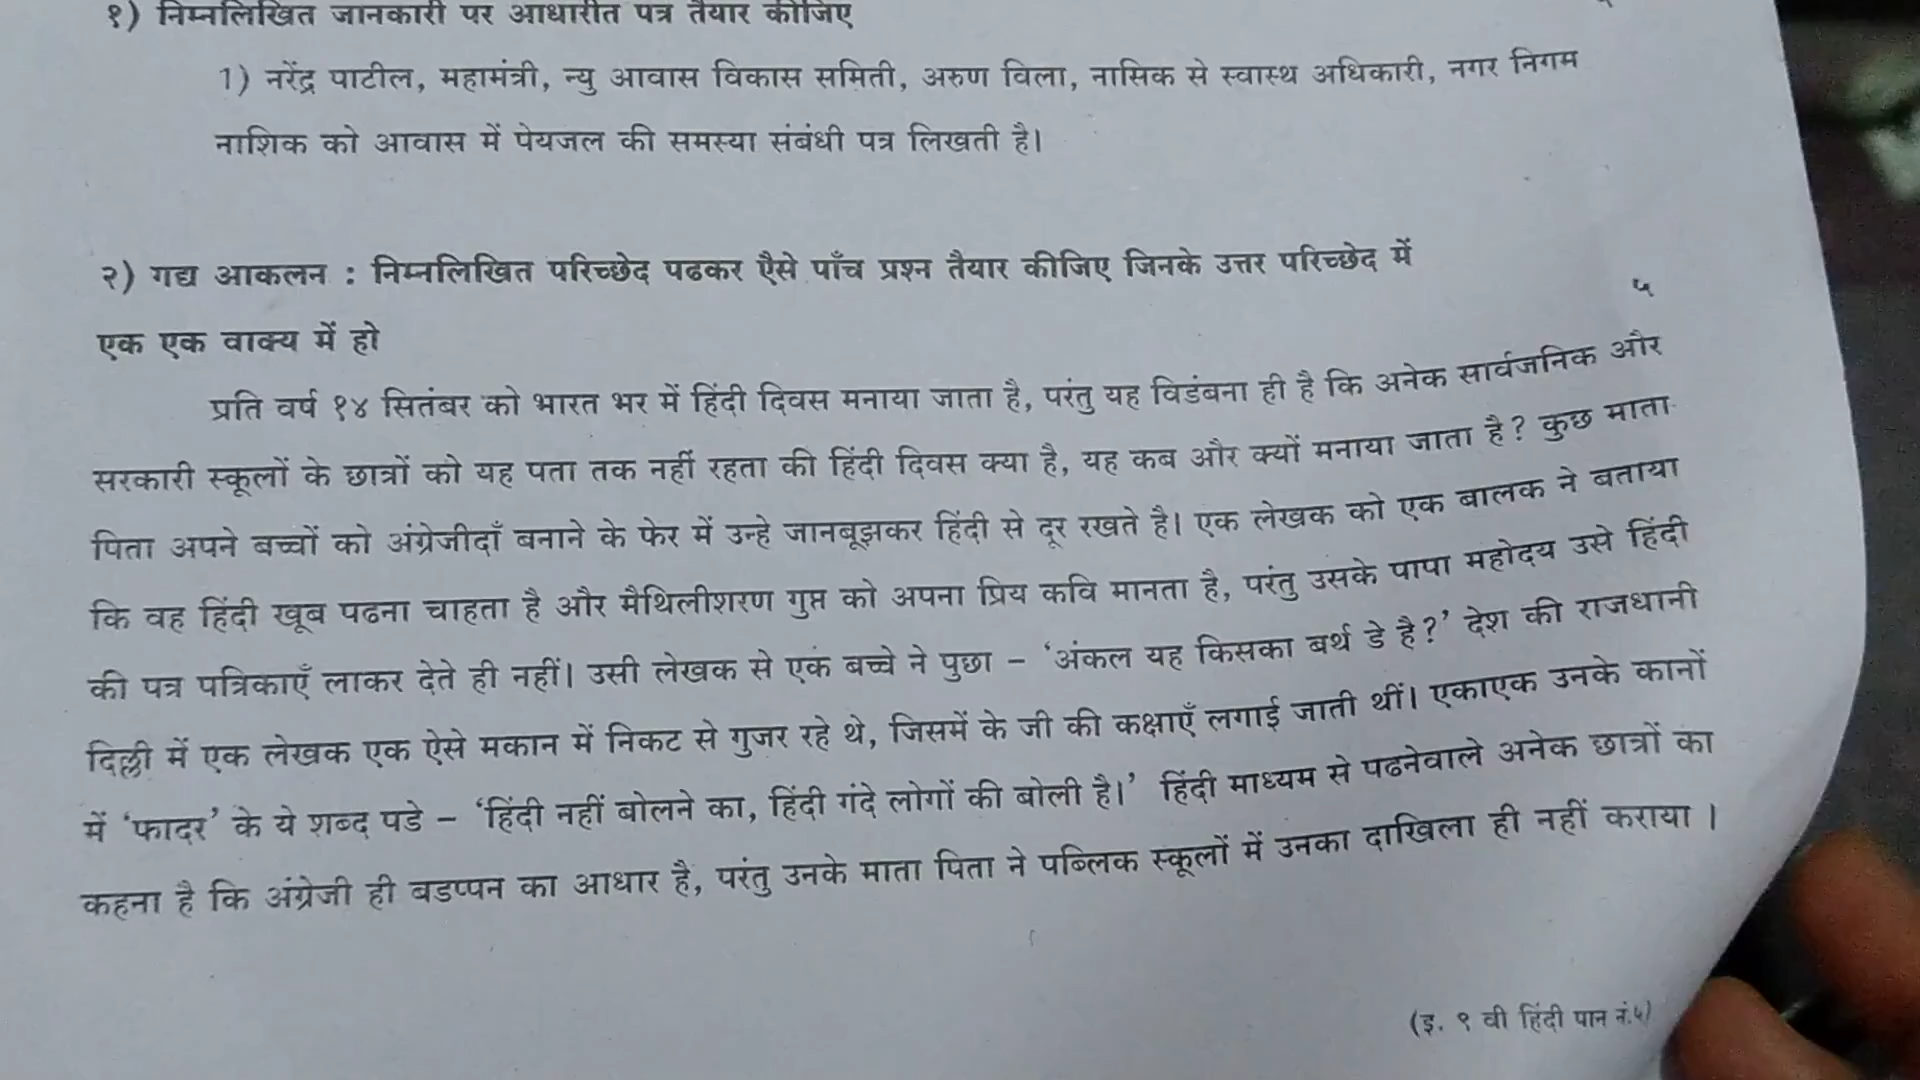 १) निम्नलिखित जानकारी पर आधारीत पत्र तैयार कीजिए
1) नरेंद्र पाटील, महामंत्री, न्यु आवास विकास समिती, अरुण विला, नासिक से स्वास्थ अधिकारी, नगर निगम
नाशिक को आवास में पेयजल की समस्या संबंधी पत्र लिखती है।
२) गद्य आकलन : निम्नलिखित परिच्छेद पढकर एैसे पाँच प्रश्न तैयार कीजिए जिनके उत्तर परिच्छेद में
५
एक एक वाक्य में हो
प्रति वर्ष १४ सितंबर को भारत भर में हिंदी दिवस मनाया जाता है, परंतु यह विडंबना ही है कि अनेक सार्वजनिक और
सरकारी स्कूलों के छात्रों को यह पता तक नहीं रहता की हिंदी दिवस क्या है, यह कब और क्यों मनाया जाता है? कुछ माता
पिता अपने बच्चों को अंग्रेजीदाँ बनाने के फेर में उन्हे जानबूझकर हिंदी से दूर रखते है। एक लेखक को एक बालक ने बताया
कि वह हिंदी खूब पढना चाहता है और मैथिलीशरण गुप्त को अपना प्रिय कवि मानता है, परंतु उसके पापा महोदय उसे हिंदी
की पत्र पत्रिकाएँ लाकर देते ही नहीं। उसी लेखक से एक बच्चे ने पुछा – ‘अंकल यह किसका बर्थ डे है?’ देश की राजधानी
दिल्ली में एक लेखक एक ऐसे मकान में निकट से गुजर रहे थे, जिसमें के जी की कक्षाएँ लगाई जाती थीं। एकाएक उनके कानों
में ‘फादर’ के ये शब्द पडे – ‘हिंदी नहीं बोलने का, हिंदी गंदे लोगों की बोली है।’ हिंदी माध्यम से पढनेवाले अनेक छात्रों का
कहना है कि अंग्रेजी ही बडप्पन का आधार है, परंतु उनके माता पिता ने पब्लिक स्कूलों में उनका दाखिला ही नहीं कराया ।
(इ. ९ वी हिंदी पान नं.५)